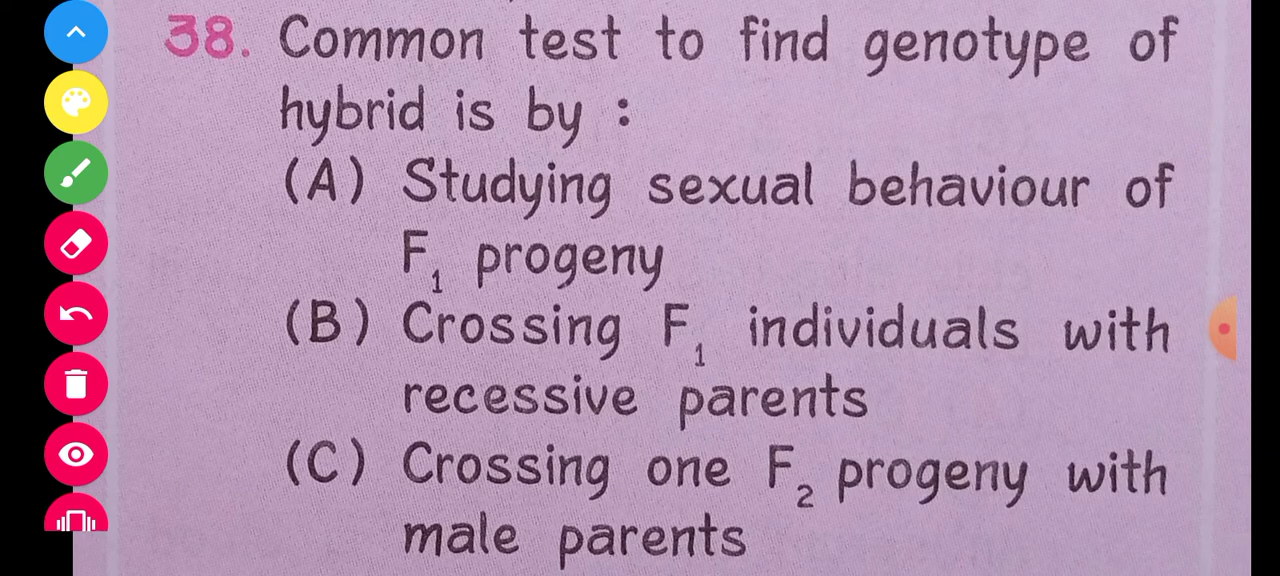 38. Common test to find genotype of
hybrid is by :
(A) Studying sexual behaviour of
F₁ progeny
(B) Crossing F₁ individuals with
recessive parents
(C) Crossing one F₂ progeny with
male parents